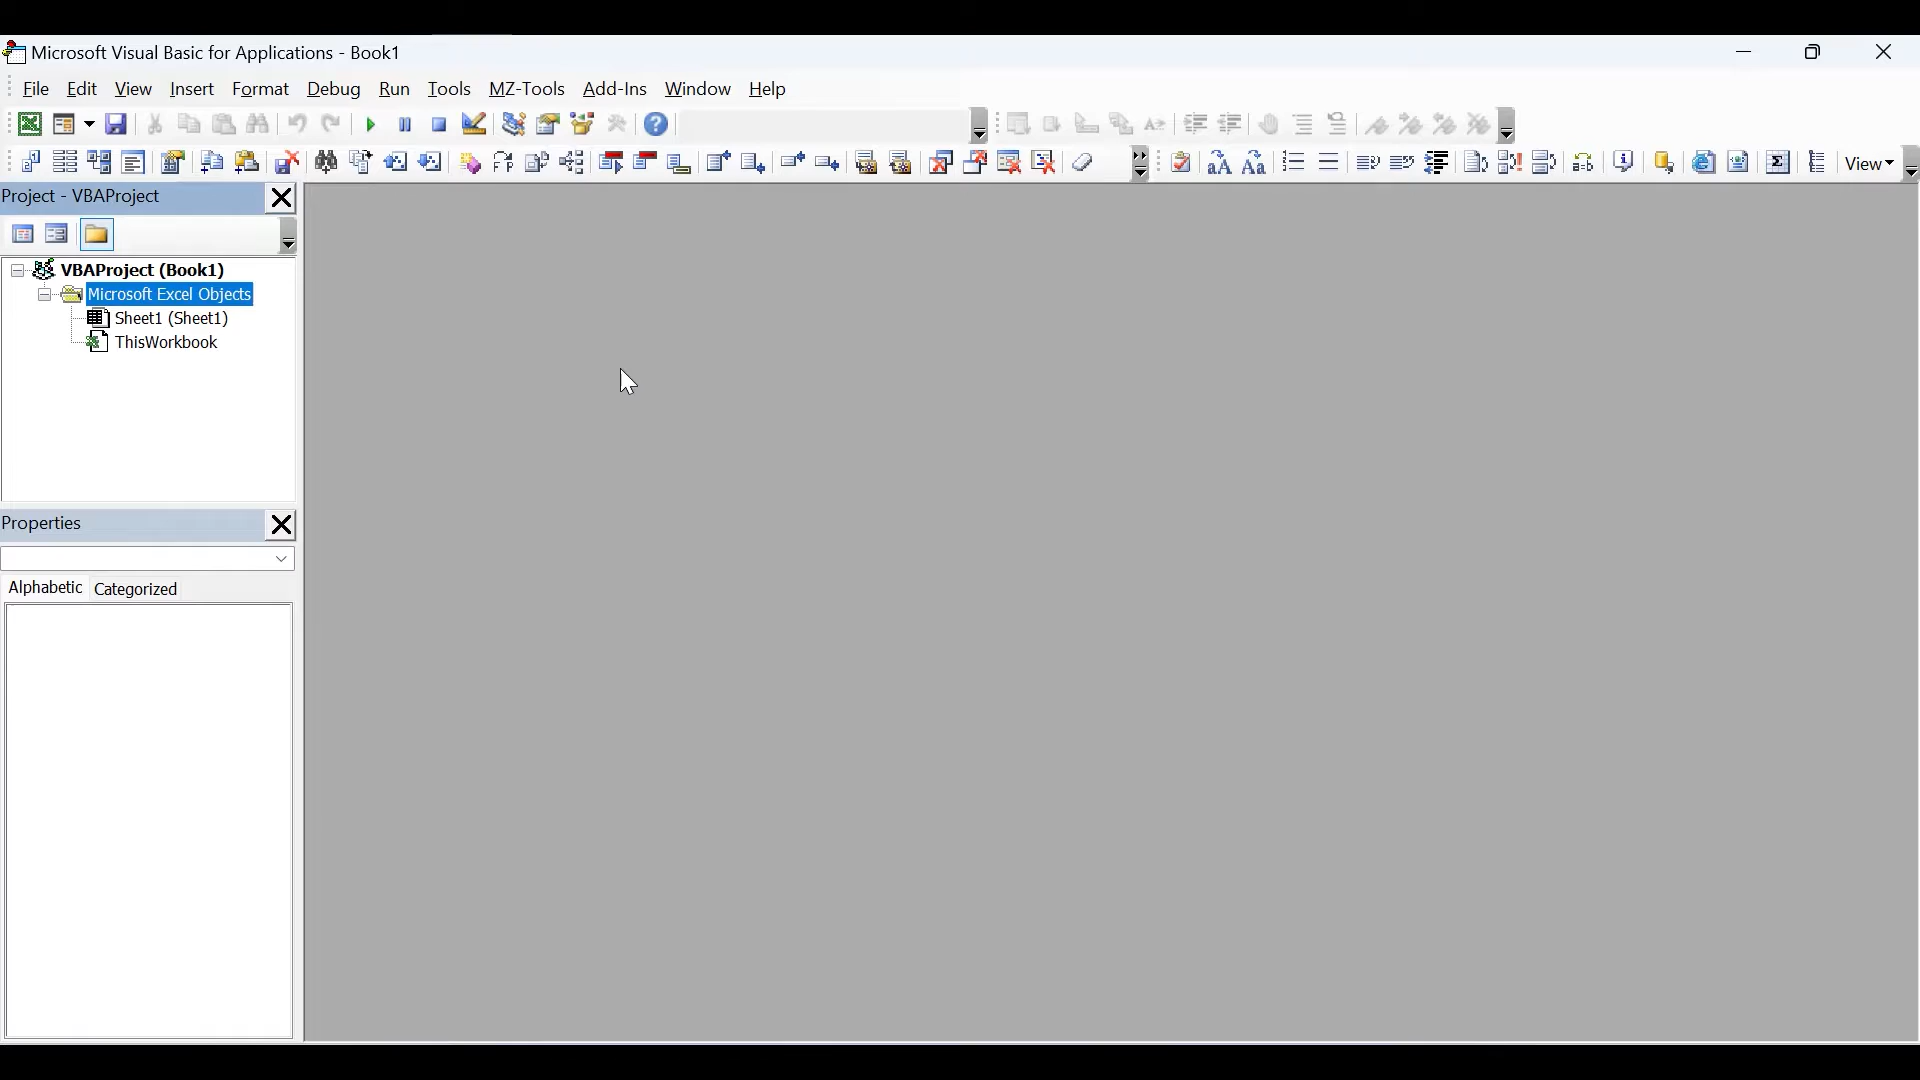 Microsoft Visual Basic for Applications - Book1
File Edit View Insert Format Debug Run Tools MZ-Tools Add-Ins Window Help
View
Project - VBAProject
VBAProject (Book1)
Microsoft Excel Objects
Sheet1 (Sheet1)
ThisWorkbook
Properties
Alphabetic Categorized